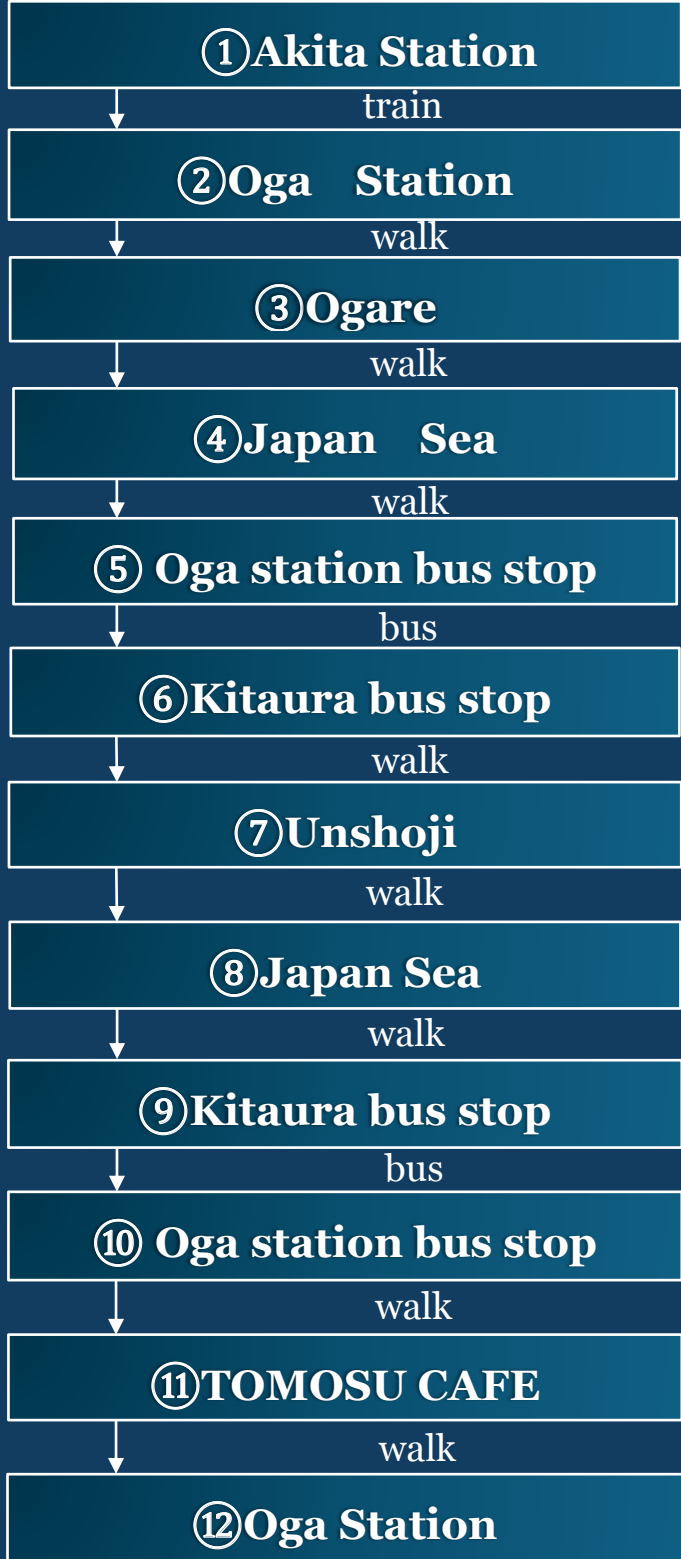 ①Akita Station
train
②Oga　Station
walk
③Ogare
walk
④Japan　Sea
walk
⑤ Oga station bus stop
bus
⑥Kitaura bus stop
walk
⑦Unshoji
walk
⑧Japan Sea
walk
⑨Kitaura bus stop
bus
⑩ Oga station bus stop
walk
⑪TOMOSU CAFE
walk
⑫Oga Station